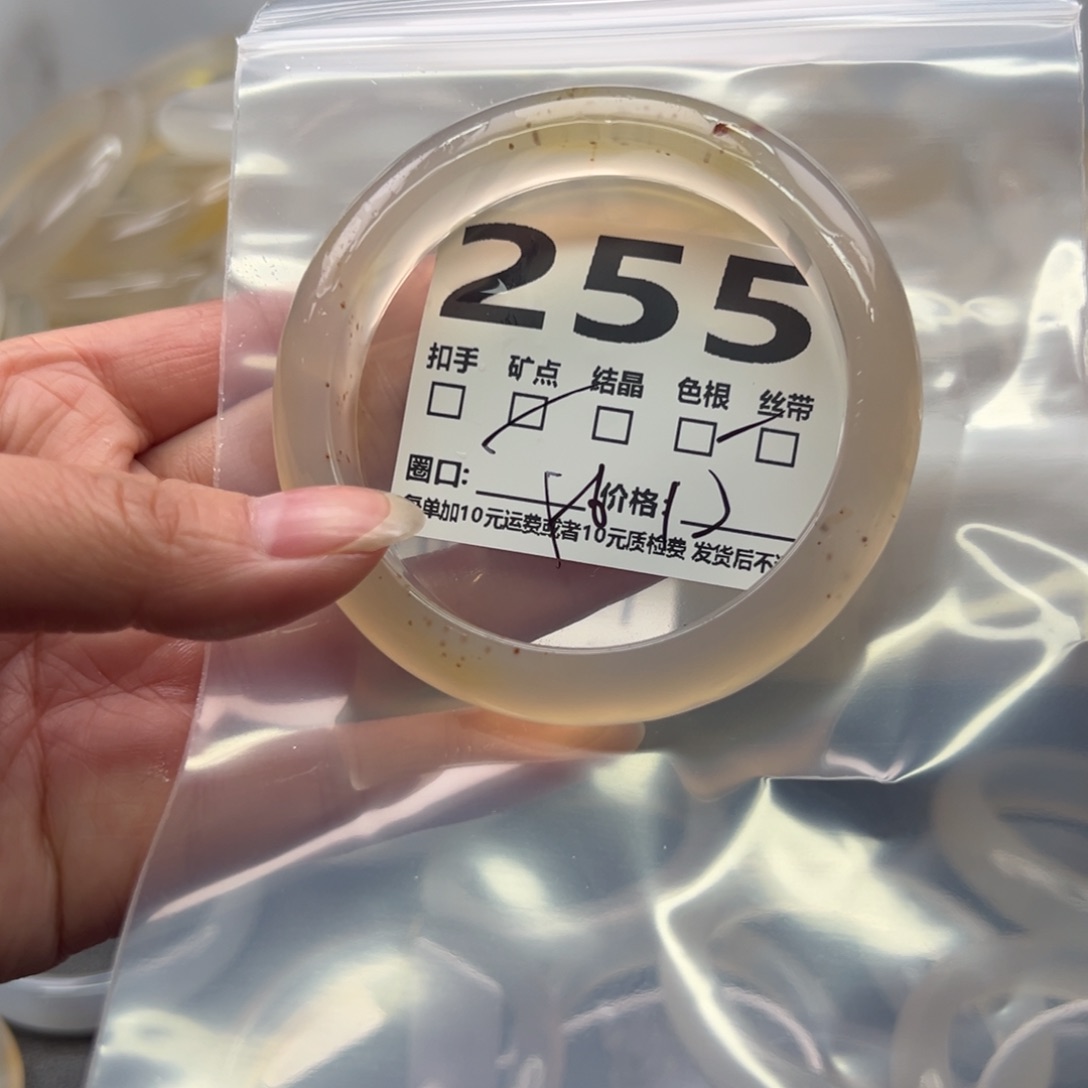 255
扣手 矿点 结晶 色根 丝带
圈口: 价格:
单加10元运费或者10元质检费 发货后不